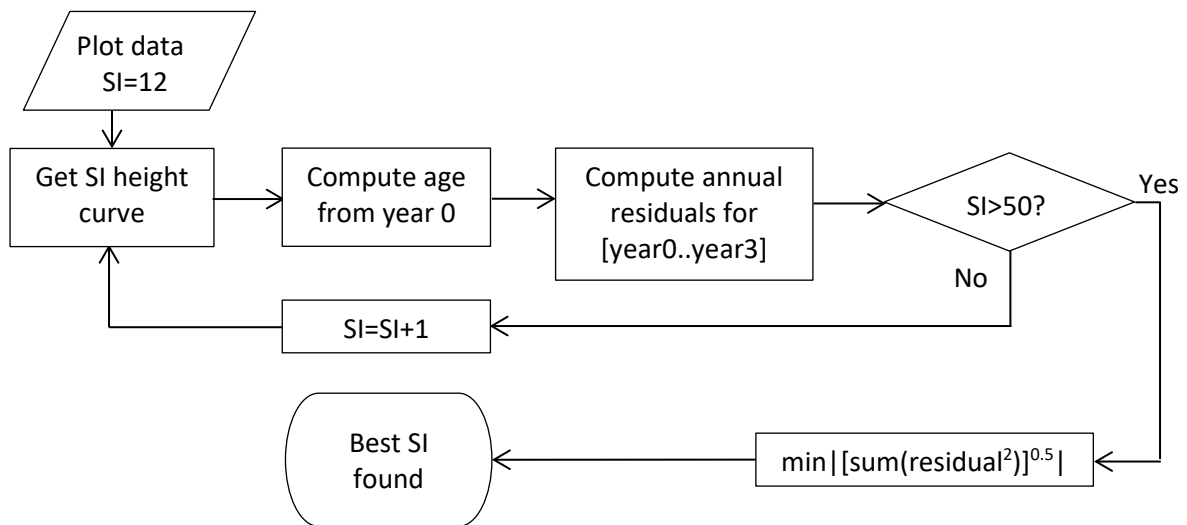 Plot data
SI=12
Get SI height
curve
Compute age
from year 0
Compute annual
residuals for
[year0..year3]
SI>50?
Yes
No
SI=SI+1
Best SI
found
min|[sum(residual²)]⁰·⁵|